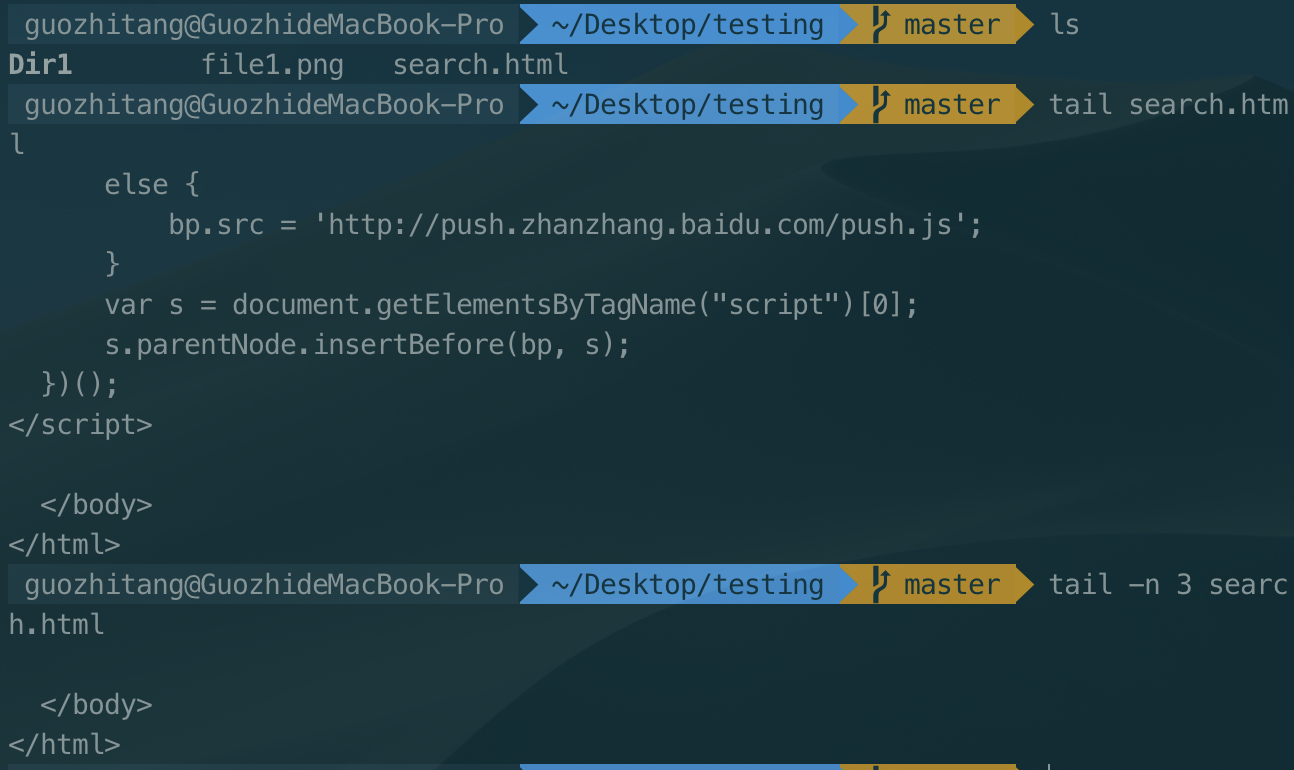 guozhitang@GuozhideMacBook-Pro ~/Desktop/testing master ls
Dir1 file1.png search.html
guozhitang@GuozhideMacBook-Pro ~/Desktop/testing master tail search.htm
l
      else {
          bp.src = 'http://push.zhanzhang.baidu.com/push.js';
      }
      var s = document.getElementsByTagName("script")[0];
      s.parentNode.insertBefore(bp, s);
  })();
</script>

  </body>
</html>
guozhitang@GuozhideMacBook-Pro ~/Desktop/testing master tail -n 3 searc
h.html

  </body>
</html>